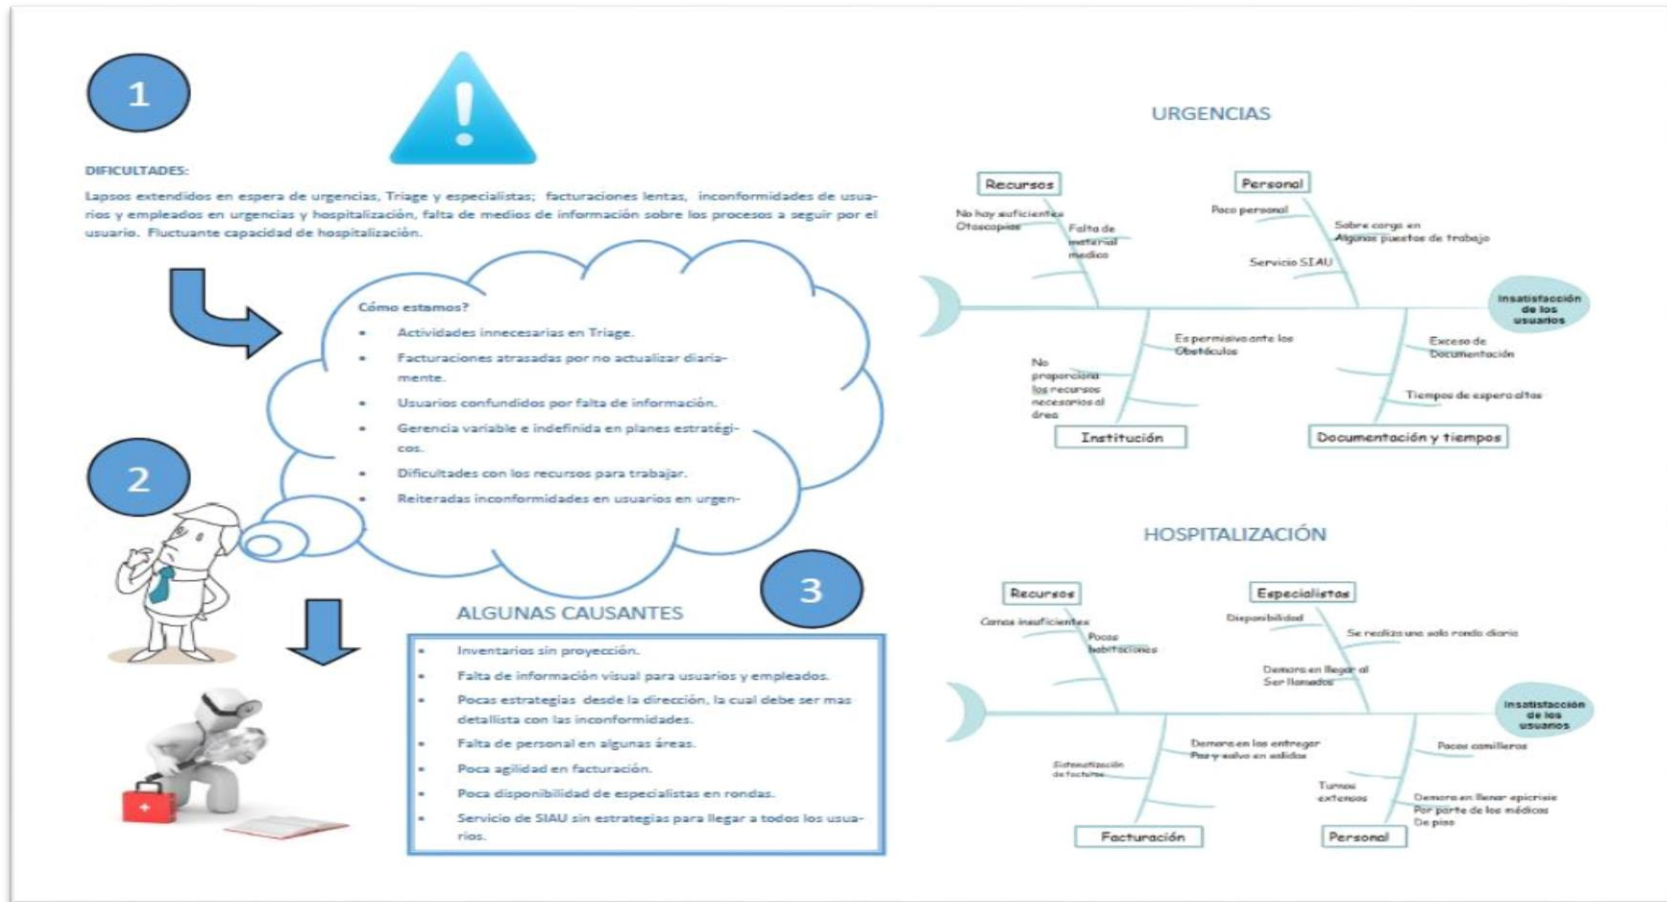 1
DIFICULTADES:
Lapsos extendidos en espera de urgencias, Triage y especialistas; facturaciones lentas, inconformidades de usua-
rios y empleados en urgencias y hospitalización, falta de medios de información sobre los procesos a seguir por el
usuario. Fluctuante capacidad de hospitalización.
Cómo estamos?
• Actividades innecesarias en Triage.
• Facturaciones atrasadas por no actualizar diaria-
mente.
• Usuarios confundidos por falta de información.
• Gerencia variable e indefinida en planes estratégi-
cos.
• Dificultades con los recursos para trabajar.
• Reiteradas inconformidades en usuarios en urgen-
2
3
ALGUNAS CAUSANTES
• Inventarios sin proyección.
• Falta de información visual para usuarios y empleados.
• Pocas estrategias desde la dirección, la cual debe ser mas
detallista con las inconformidades.
• Falta de personal en algunas áreas.
• Poca agilidad en facturación.
• Poca disponibilidad de especialistas en rondas.
• Servicio de SIAU sin estrategias para llegar a todos los usua-
rios.
URGENCIAS
Recursos
No hay suficientes
Otoscopios
Falta de
material
medico
Personal
Poco personal
Sobre carga en
Algunos puestos de trabajo
Servicio SIAU
Insatisfacción
de los
usuarios
Es permisiva ante los
Obstáculos
No
proporciona
los recursos
necesarios al
área
Institución
Exceso de
Documentación
Tiempos de espera altos
Documentación y tiempos
HOSPITALIZACIÓN
Recursos
Camas insuficientes
Pocas
habitaciones
Especialistas
Disponibilidad
Se realiza una sola ronda diaria
Demora en llegar al
Ser llamados
Insatisfacción
de los
usuarios
Demora en las entregar
Paz y salvo en salidas
Sistematización
de facturas
Facturación
Pocos camilleros
Turnos
extensos
Demora en llenar epicrisis
Por parte de los médicos
De piso
Personal